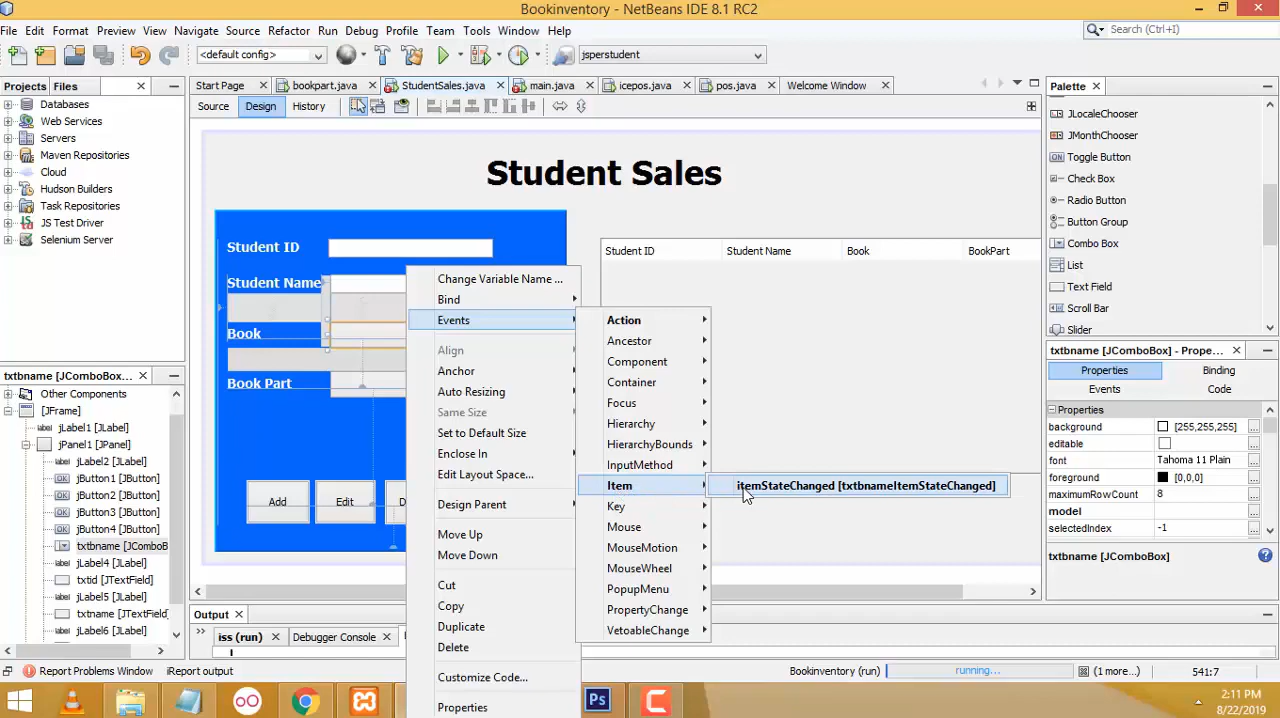 Bookinventory - NetBeans IDE 8.1 RC2
File Edit Format Preview View Navigate Source Refactor Run Debug Profile Team Tools Window Help
Search (Ctrl+I)
<default config>
jsperstudent
Projects Files
Start Page bookpart.java StudentSales.java main.java icepos.java pos.java Welcome Window
Palette
Source Design History
Databases
Web Services
Servers
Maven Repositories
Cloud
Hudson Builders
Task Repositories
JS Test Driver
Selenium Server
Student Sales
Student ID
Student Name
Book
Book Part
Add
Edit
Student ID Student Name Book BookPart
Change Variable Name ...
Bind
Events
Align
Anchor
Auto Resizing
Same Size
Set to Default Size
Enclose In
Edit Layout Space...
Design Parent
Move Up
Move Down
Cut
Copy
Duplicate
Delete
Customize Code...
Properties
Action
Ancestor
Component
Container
Focus
Hierarchy
HierarchyBounds
InputMethod
Item
Key
Mouse
MouseMotion
MouseWheel
PopupMenu
PropertyChange
VetoableChange
itemStateChanged [txtbnameItemStateChanged]
JLocaleChooser
JMonthChooser
Toggle Button
Check Box
Radio Button
Button Group
Combo Box
List
Text Field
Scroll Bar
Slider
txtbname [JComboBox] - Prope...
Properties Binding
Events Code
Properties
background [255,255,255]
editable
font Tahoma 11 Plain
foreground [0,0,0]
maximumRowCount 8
model
selectedIndex -1
txtbname [JComboBox]
txtbname [JComboBox...
Other Components
[JFrame]
jLabel1 [JLabel]
jPanel1 [JPanel]
jLabel2 [JLabel]
jButton1 [JButton]
jButton2 [JButton]
jButton3 [JButton]
jButton4 [JButton]
txtbname [JComboB
jLabel4 [JLabel]
txtid [JTextField]
jLabel5 [JLabel]
txtname [JTextField]
jLabel6 [JLabel]
Output
iss (run) Debugger Console
Report Problems Window iReport output
Bookinventory (run) running... (1 more...) 541:7
Ps
2:11 PM
8/22/2019